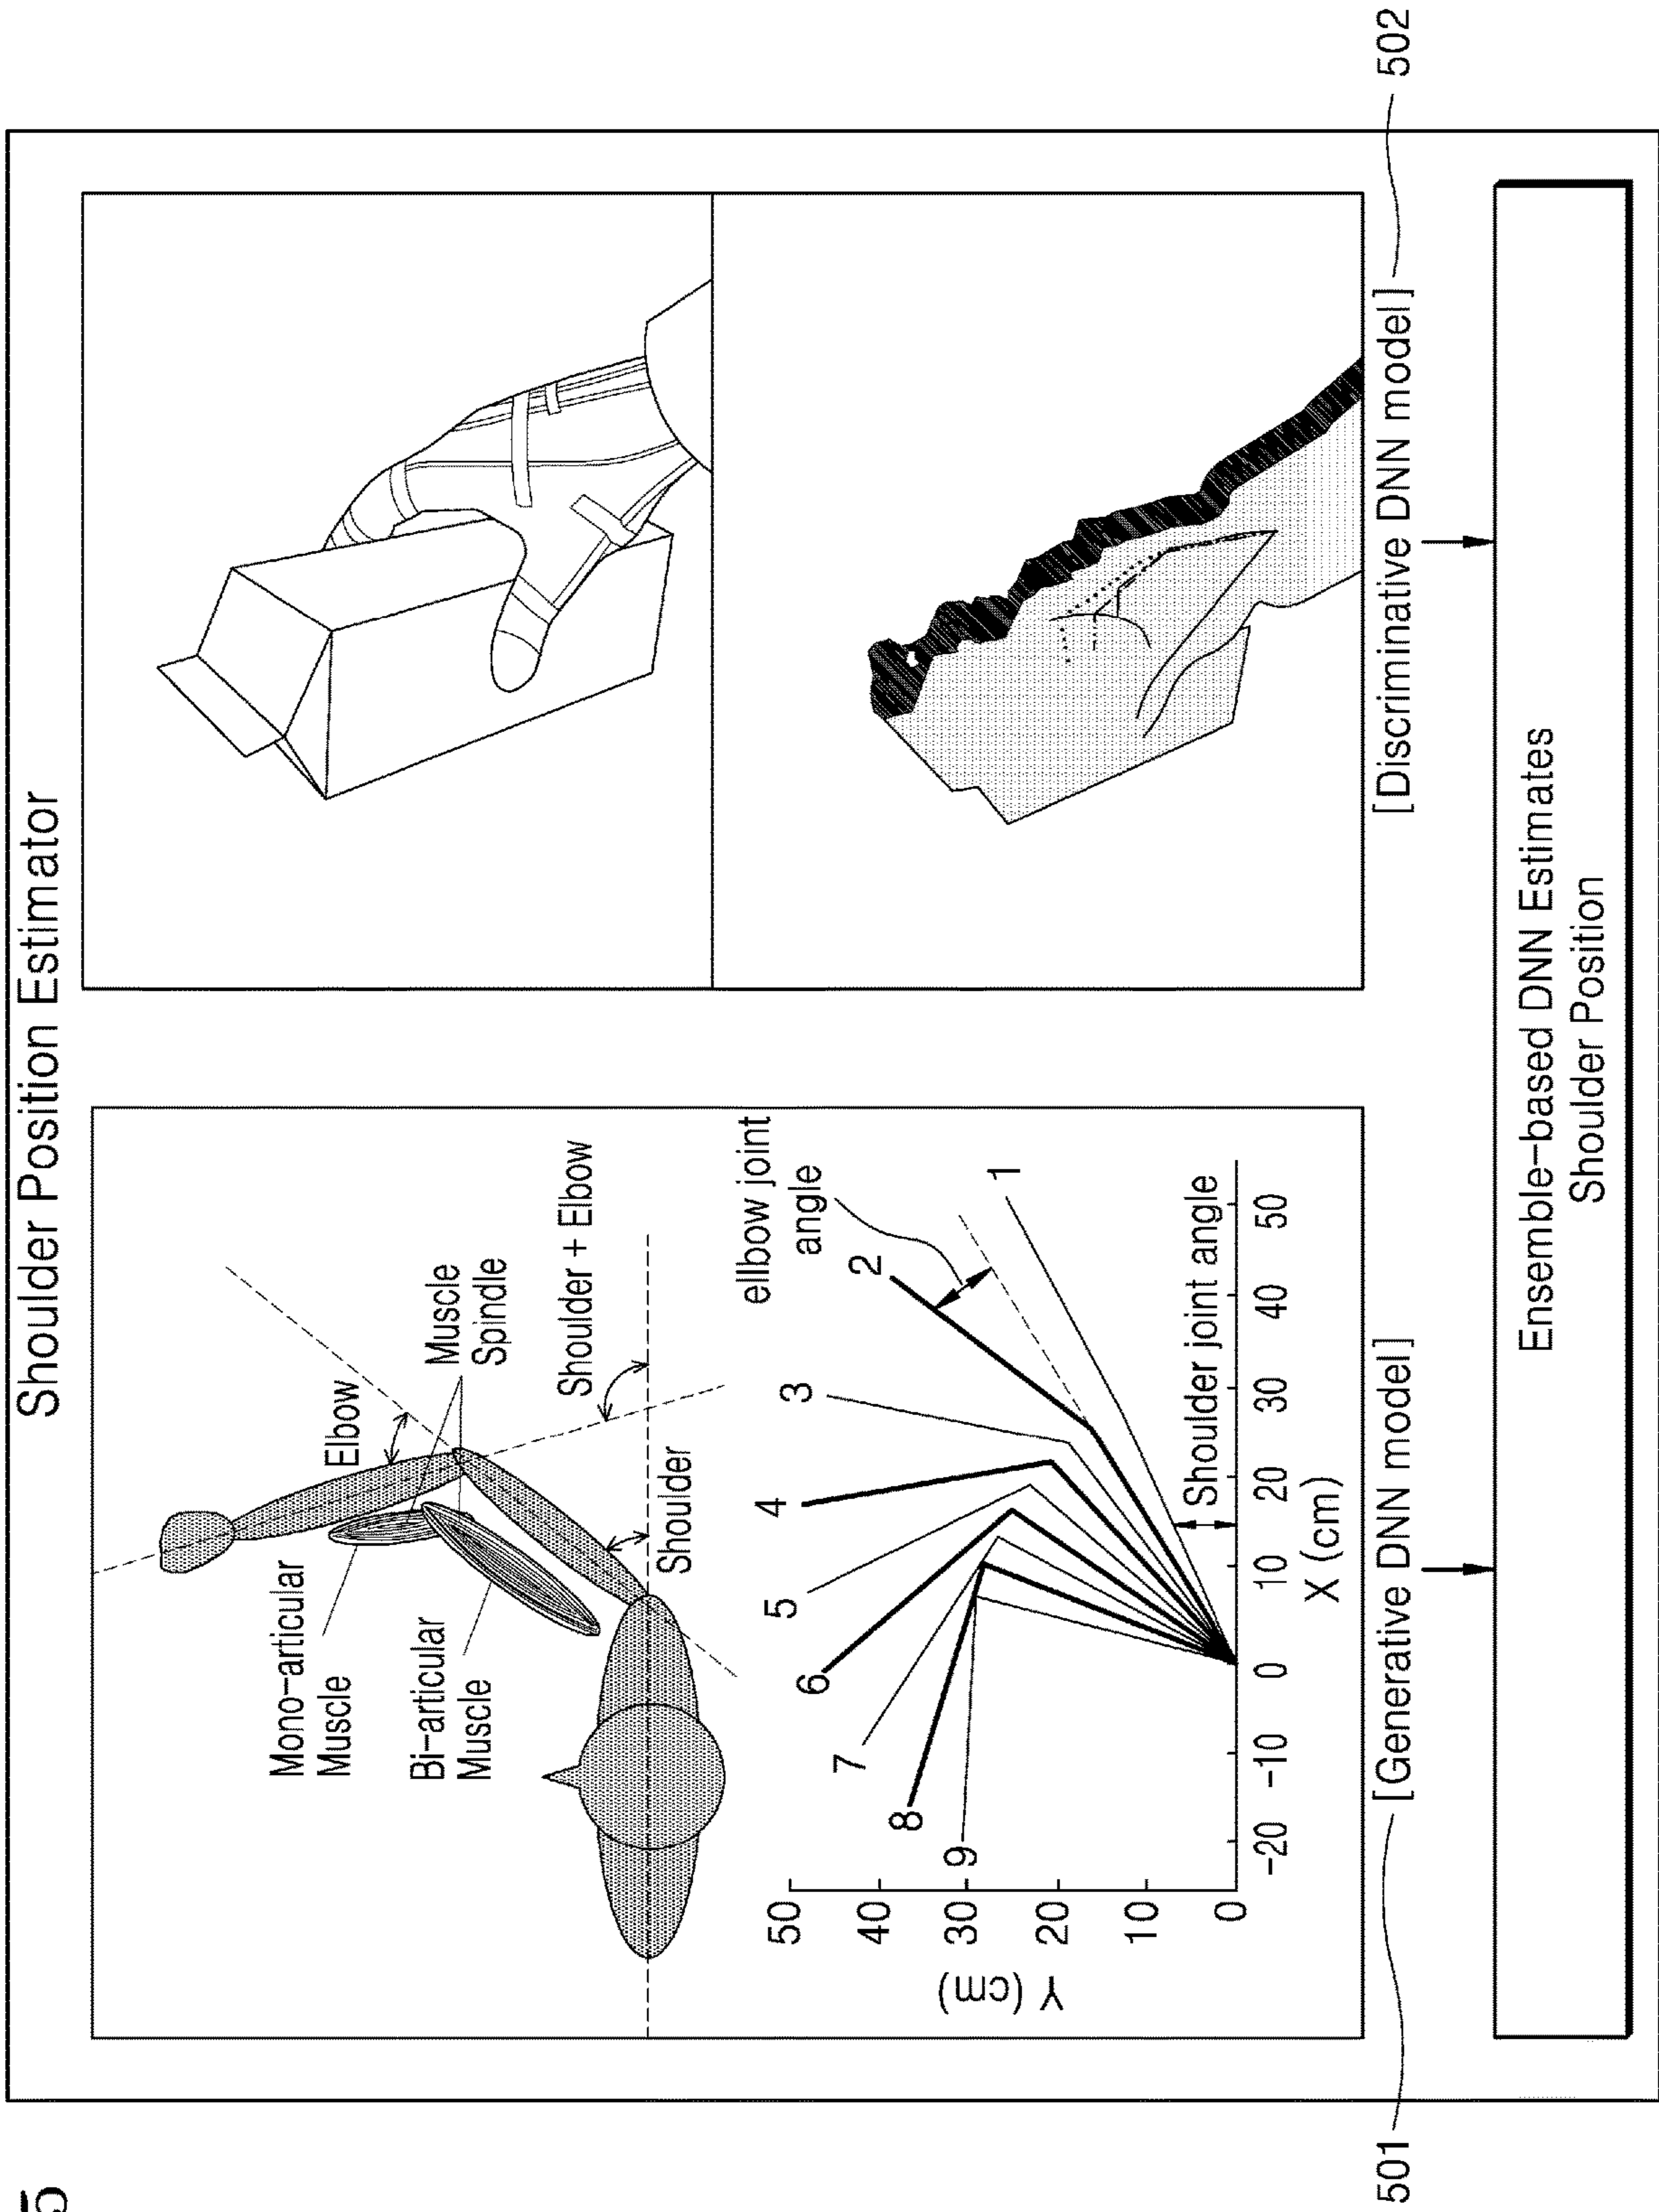 5
Shoulder Position Estimator
Elbow
Muscle
Spindle
Mono-articular
Muscle
Bi-articular
Muscle
Shoulder + Elbow
Shoulder
ellbow joint
angle
1
2
3
4
5
6
7
8
9
Shoulder joint angle
50
40
30
20
10
0
Y (cm)
-20 -10 0 10 20 30 40 50
X (cm)
501
[Generative DNN model]
[Discriminative DNN model]
502
Ensemble-based DNN Estimates
Shoulder Position